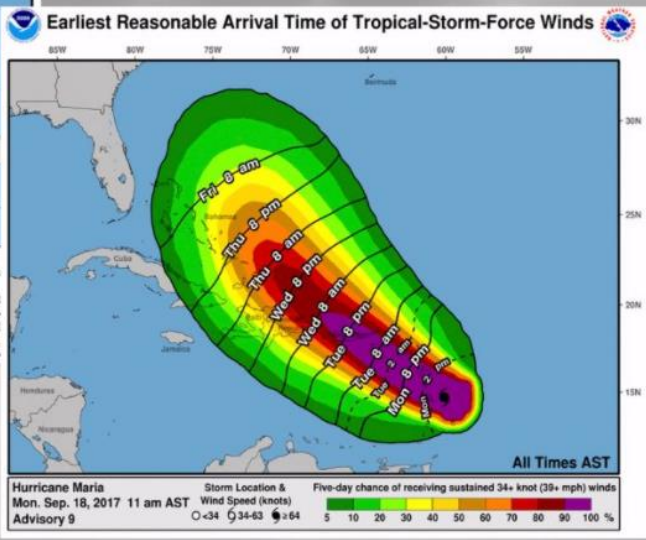 Earliest Reasonable Arrival Time of Tropical-Storm-Force Winds
85W 80W 75W 70W 65W 60W 55W
Bermuda
30N
FL
Fri 8 am
25N
Bahamas
Thu 8 pm
Cuba
Thu 8 am
Wed 8 pm
20N
Wed 8 am
Jamaica
Tue 8 pm
Tue 8 am
Tue 2 am
Mon 8 pm
Mon 2 pm
15N
Honduras
Nicaragua
All Times AST
Hurricane Maria
Mon. Sep. 18, 2017 11 am AST
Advisory 9
Storm Location &
Wind Speed (knots)
<34 34-63 ≥64
Five-day chance of receiving sustained 34+ knot (39+ mph) winds
5 10 20 30 40 50 60 70 80 90 100 %